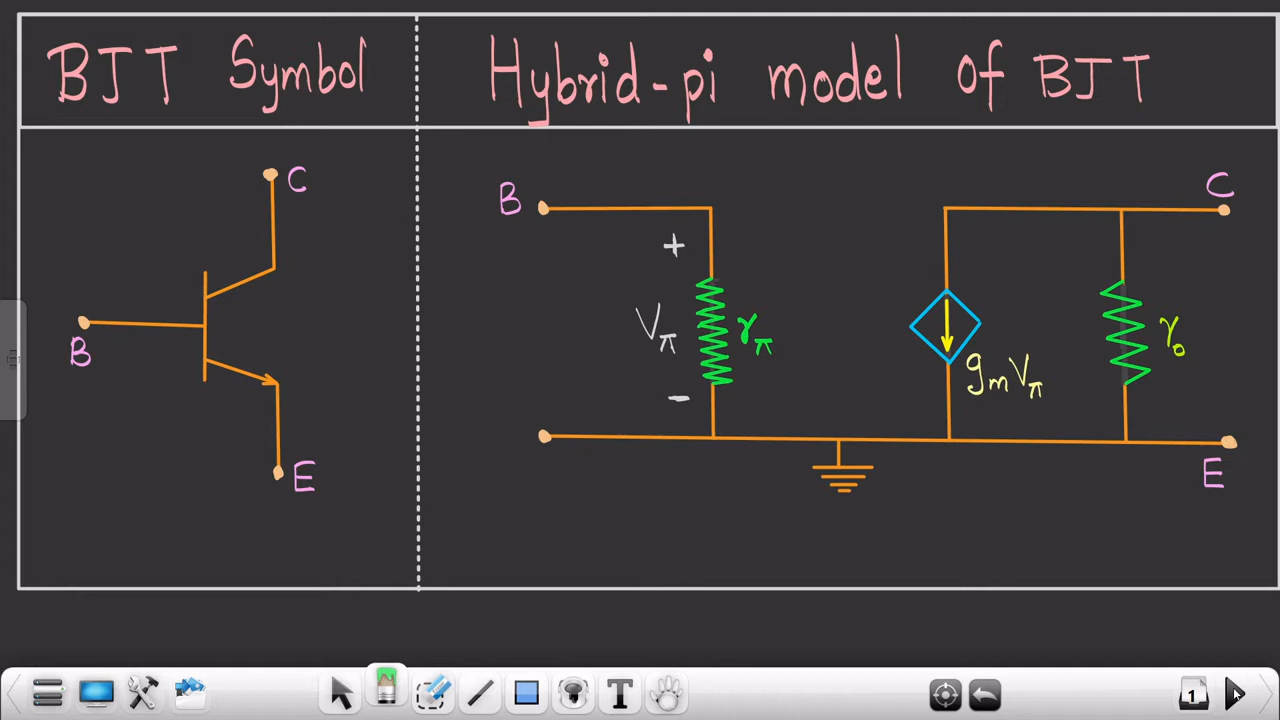 BJT Symbol
Hybrid-pi model of BJT
C
B
E
B
+
Vπ
-
rπ
gmVπ
C
ro
E
T
1